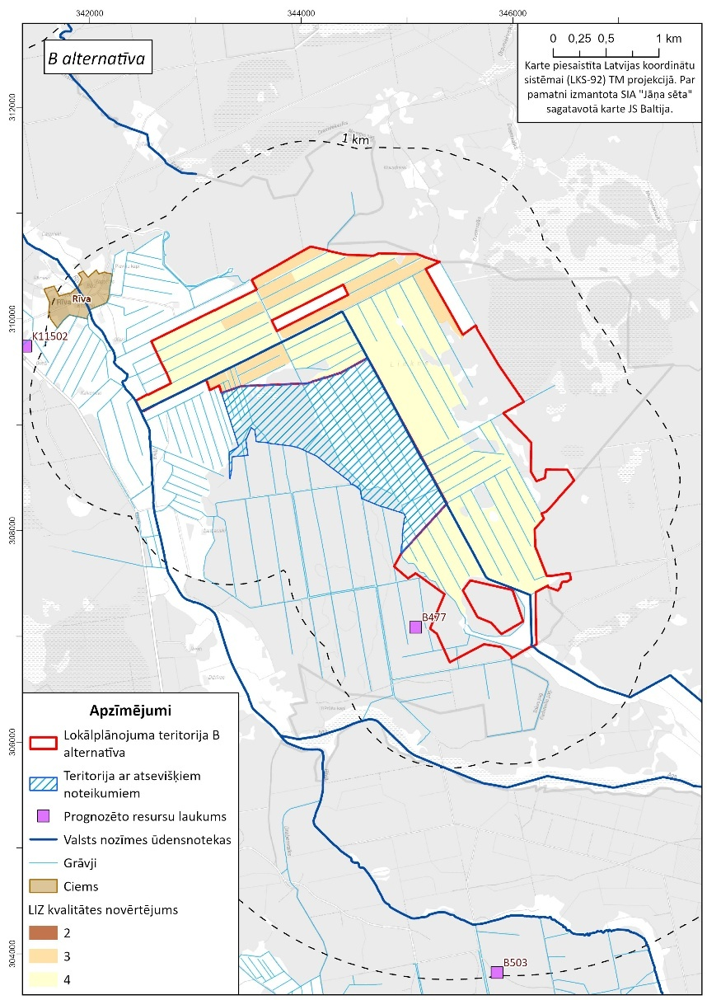 342000
344000
346000
B alternatīva
0 0,25 0,5 1 km
Karte piesaistīta Latvijas koordinātu
sistēmai (LKS-92) TM projekcijā. Par
pamatni izmantota SIA "Jāņa sēta"
sagatavotā karte JS Baltija.
312000
1 km
310000
Rīva
Rīva
K11502
308000
B477
306000
Apzīmējumi
Lokālplānojuma teritorija B
alternatīva
Teritorija ar atsevišķiem
noteikumiem
Prognozēto resursu laukums
Valsts nozīmes ūdensnotekas
Grāvji
Ciems
LIZ kvalitātes novērtējums
2
3
4
304000
B503